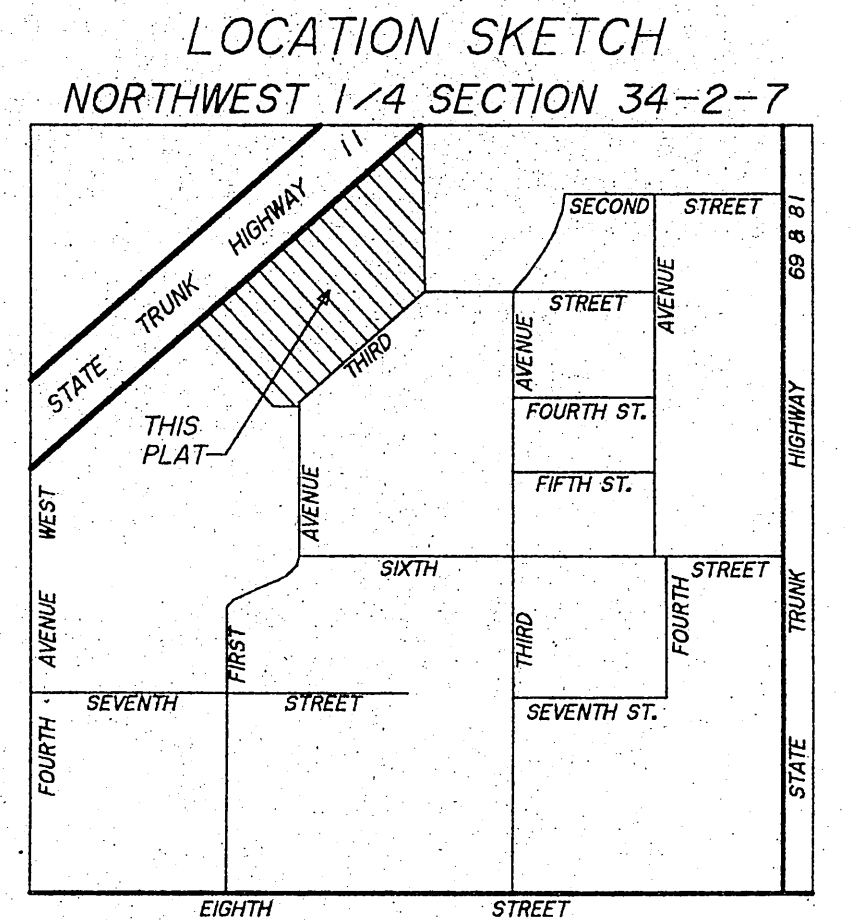 LOCATION SKETCH
NORTHWEST 1/4 SECTION 34-2-7
STATE TRUNK HIGHWAY 11
SECOND STREET
STATE TRUNK HIGHWAY 69 & 81
THIRD STREET
AVENUE
AVENUE
THIS
PLAT
FOURTH ST.
FIFTH ST.
FOURTH AVENUE WEST
FIRST AVENUE
SIXTH STREET
THIRD
FOURTH
SEVENTH STREET
SEVENTH ST.
EIGHTH STREET